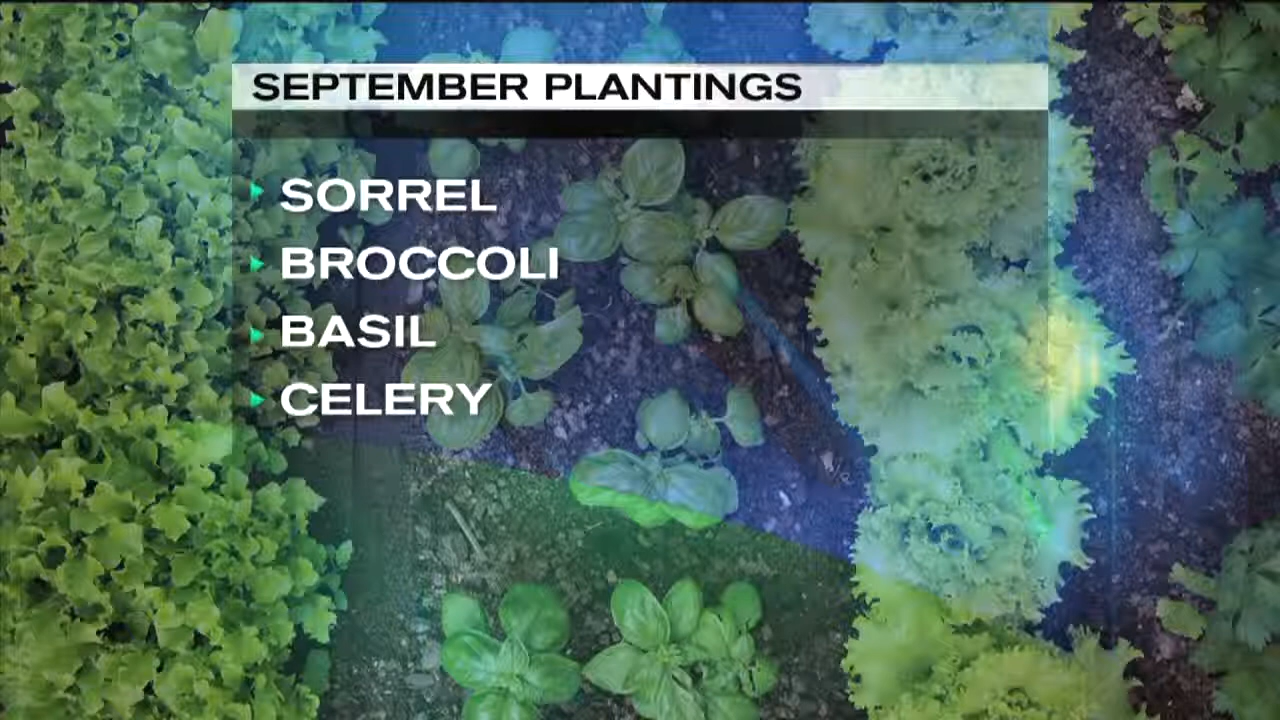 SEPTEMBER PLANTINGS
SORREL
BROCCOLI
BASIL
CELERY